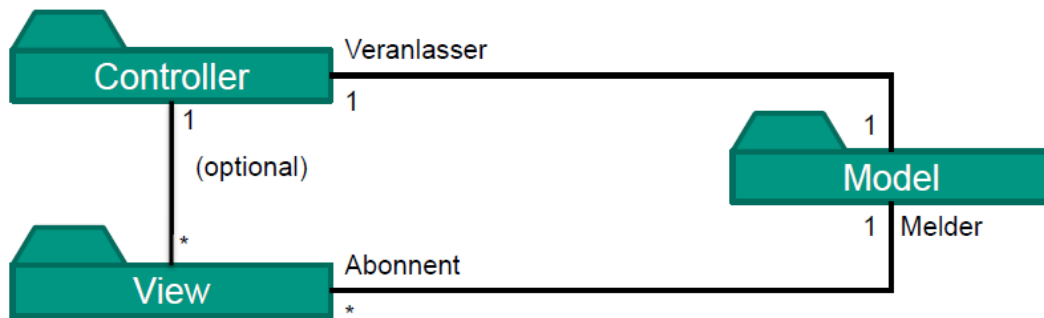 Veranlasser
Controller
1
1
1
(optional)
Model
*
1 Melder
Abonnent
View
*